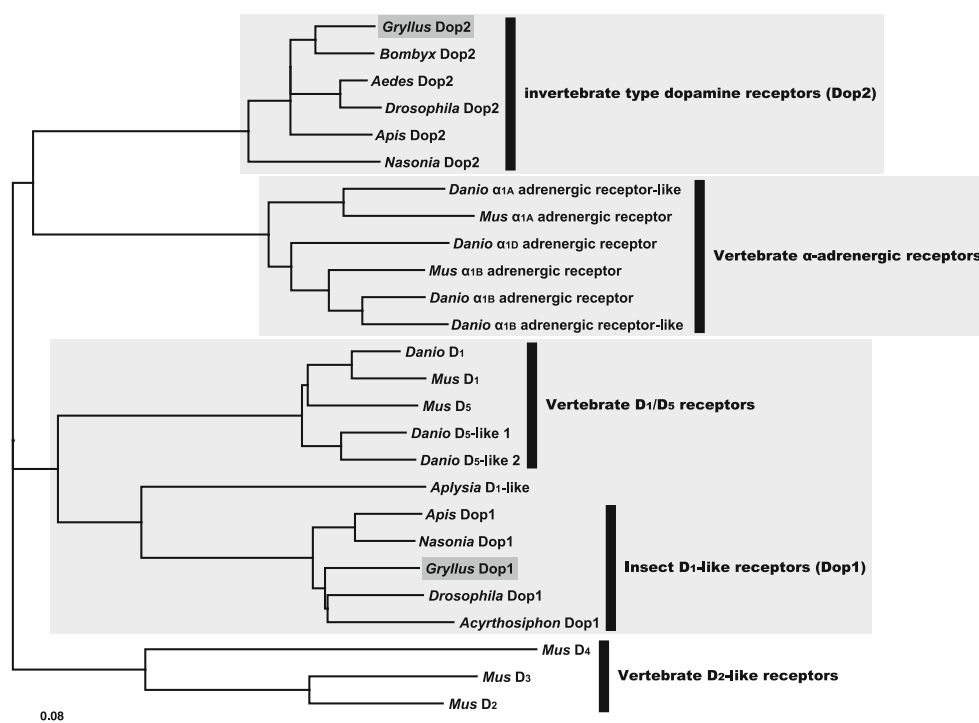 Gryllus Dop2
Bombyx Dop2
Aedes Dop2
Drosophila Dop2
Apis Dop2
Nasonia Dop2
invertebrate type dopamine receptors (Dop2)
Danio α1A adrenergic receptor-like
Mus α1A adrenergic receptor
Danio α1D adrenergic receptor
Mus α1B adrenergic receptor
Danio α1B adrenergic receptor
Danio α1B adrenergic receptor-like
Vertebrate α-adrenergic receptors
Danio D1
Mus D1
Mus D5
Danio D5-like 1
Danio D5-like 2
Vertebrate D1/D5 receptors
Aplysia D1-like
Apis Dop1
Nasonia Dop1
Gryllus Dop1
Drosophila Dop1
Acyrthosiphon Dop1
Insect D1-like receptors (Dop1)
Mus D4
Mus D3
Mus D2
Vertebrate D2-like receptors
0.08